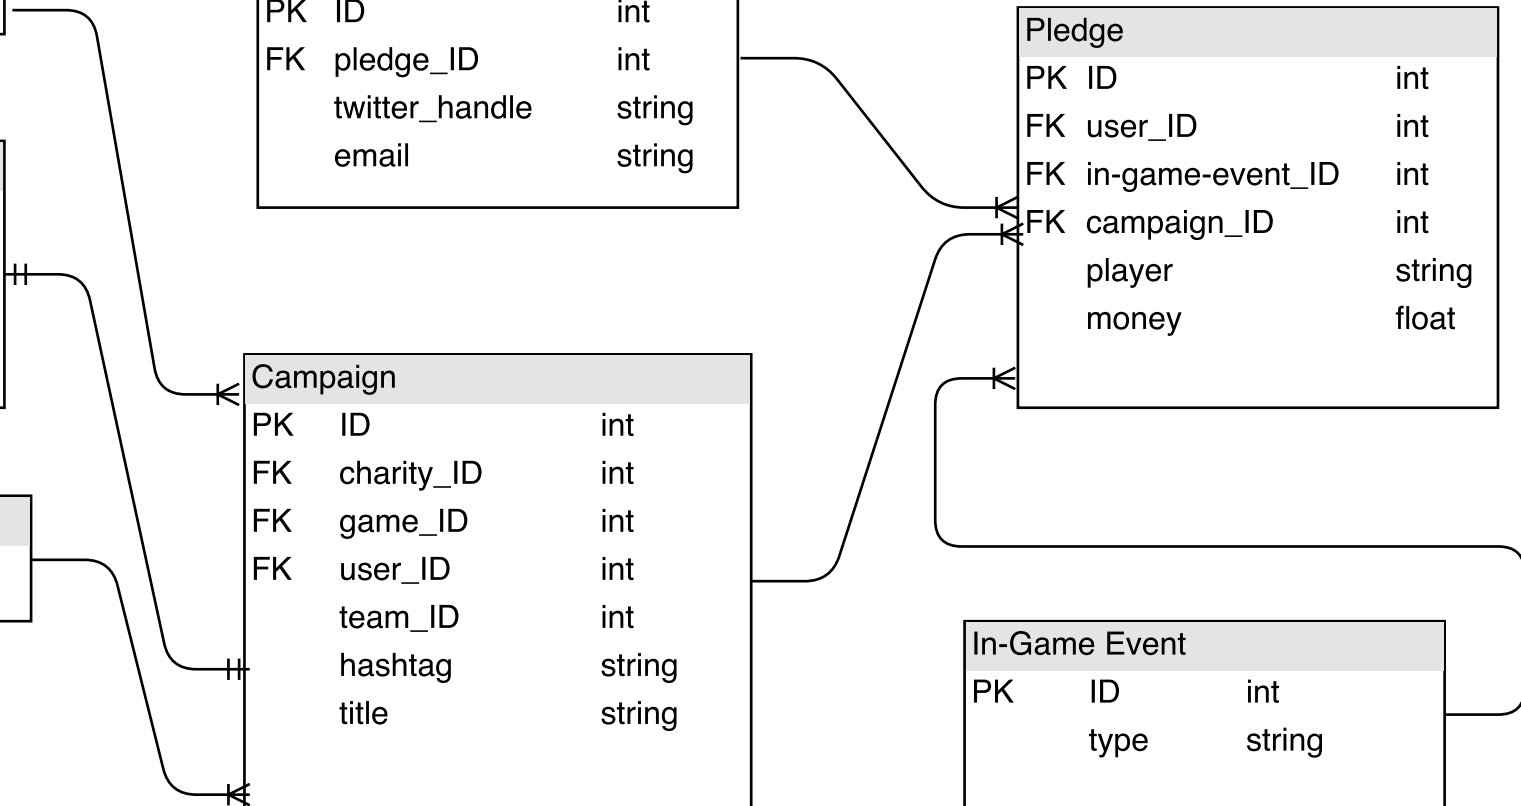 PK ID int
FK pledge_ID int
twitter_handle string
email string
Pledge
PK ID int
FK user_ID int
FK in-game-event_ID int
FK campaign_ID int
player string
money float
Campaign
PK ID int
FK charity_ID int
FK game_ID int
FK user_ID int
team_ID int
hashtag string
title string
In-Game Event
PK ID int
type string